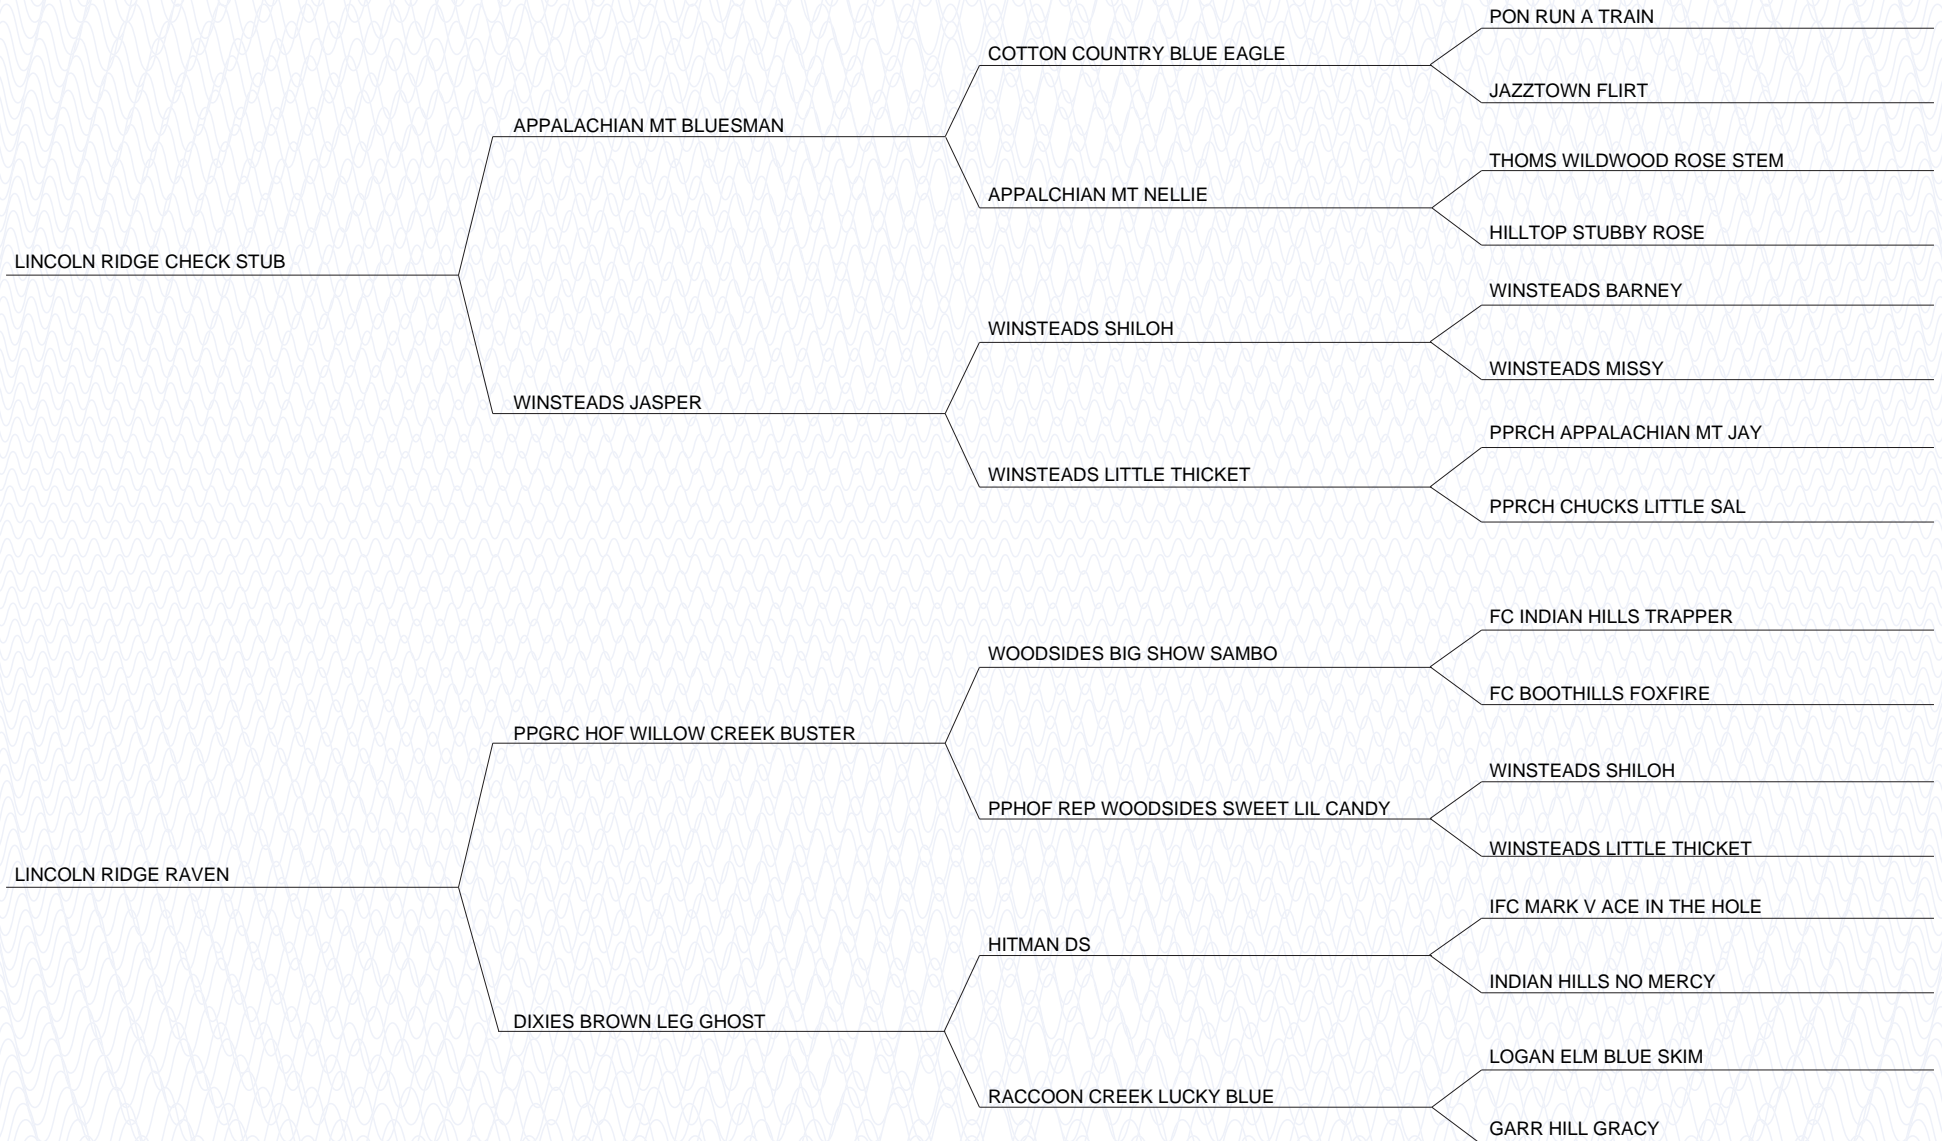 PON RUN A TRAIN
COTTON COUNTRY BLUE EAGLE
JAZZTOWN FLIRT
APPALACHIAN MT BLUESMAN
THOMS WILDWOOD ROSE STEM
APPALCHIAN MT NELLIE
HILLTOP STUBBY ROSE
LINCOLN RIDGE CHECK STUB
WINSTEADS BARNEY
WINSTEADS SHILOH
WINSTEADS MISSY
WINSTEADS JASPER
PPRCH APPALACHIAN MT JAY
WINSTEADS LITTLE THICKET
PPRCH CHUCKS LITTLE SAL
FC INDIAN HILLS TRAPPER
WOODSIDES BIG SHOW SAMBO
FC BOOTHILLS FOXFIRE
PPGRC HOF WILLOW CREEK BUSTER
WINSTEADS SHILOH
PPHOF REP WOODSIDES SWEET LIL CANDY
WINSTEADS LITTLE THICKET
LINCOLN RIDGE RAVEN
IFC MARK V ACE IN THE HOLE
HITMAN DS
INDIAN HILLS NO MERCY
DIXIES BROWN LEG GHOST
LOGAN ELM BLUE SKIM
RACCOON CREEK LUCKY BLUE
GARR HILL GRACY